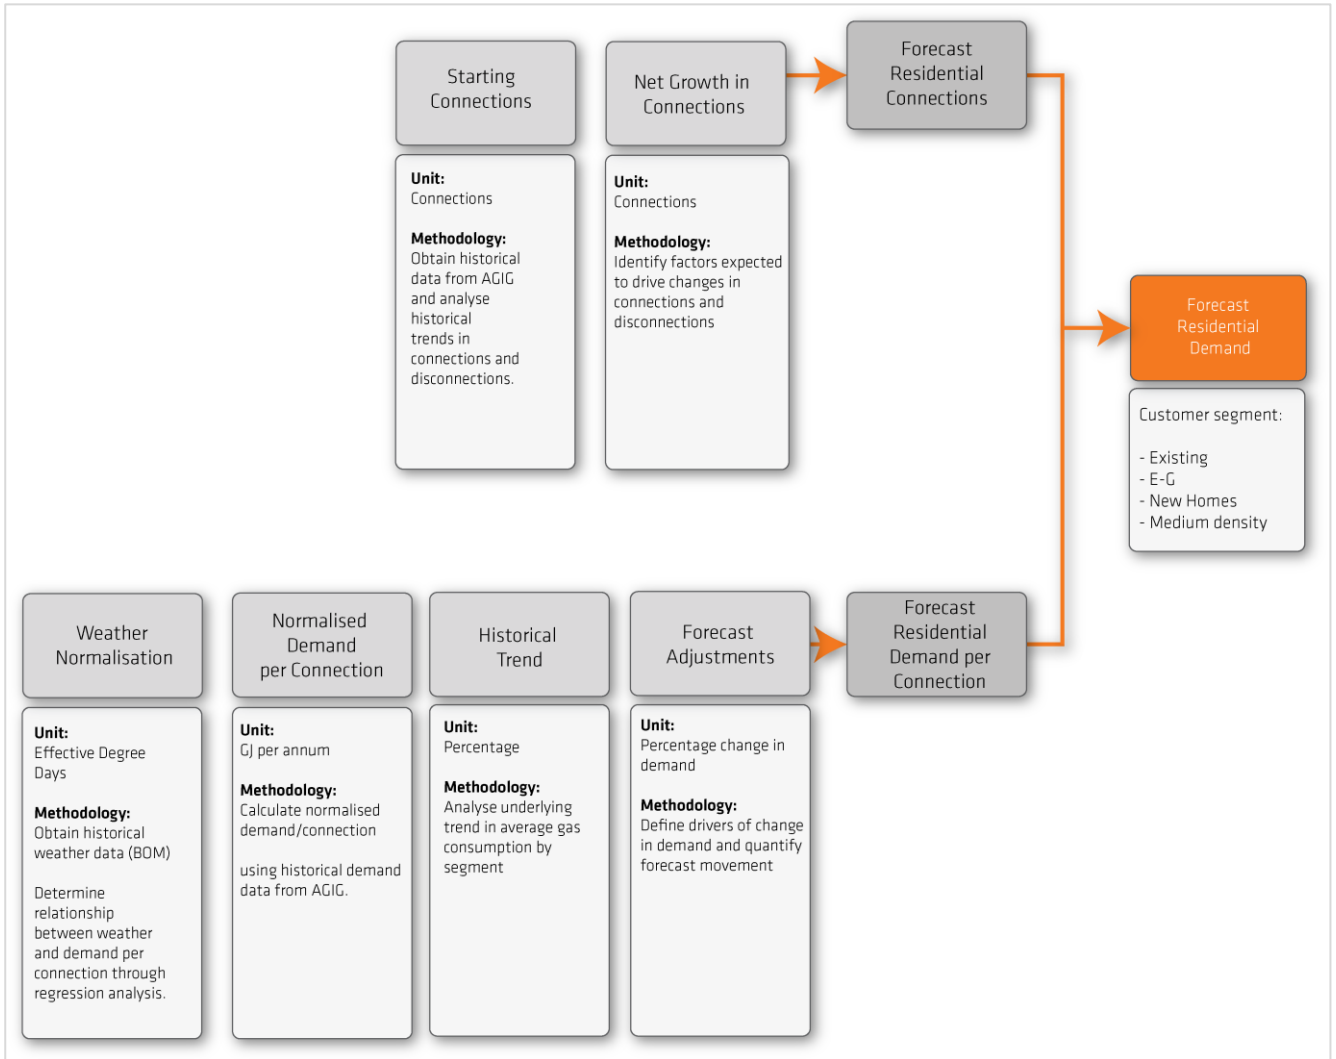 Starting
Connections
Net Growth in
Connections
Forecast
Residential
Connections
Unit:
Connections
Methodology:
Obtain historical
data from AGIG
and analyse
historical
trends in
connections and
disconnections.
Unit:
Connections
Methodology:
Identify factors expected
to drive changes in
connections and
disconnections
Forecast
Residential
Demand
Customer segment:
- Existing
- E-G
- New Homes
- Medium density
Weather
Normalisation
Normalised
Demand
per Connection
Historical
Trend
Forecast
Adjustments
Forecast
Residential
Demand per
Connection
Unit:
Effective Degree
Days
Methodology:
Obtain historical
weather data (BOM)
Determine
relationship
between weather
and demand per
connection through
regression analysis.
Unit:
GJ per annum
Methodology:
Calculate normalised
demand/connection
using historical demand
data from AGIG.
Unit:
Percentage
Methodology:
Analyse underlying
trend in average gas
consumption by
segment
Unit:
Percentage change in
demand
Methodology:
Define drivers of change
in demand and quantify
forecast movement